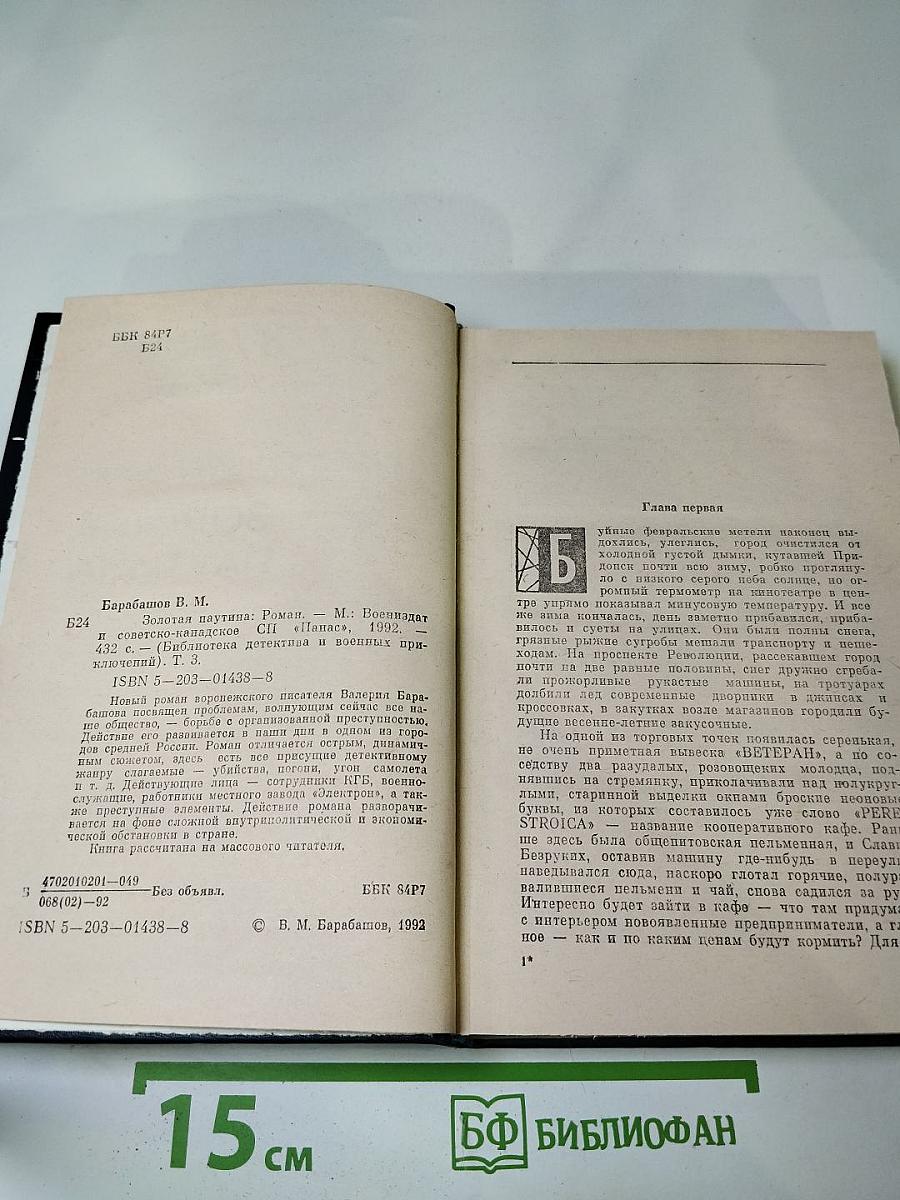 ББК 84Р7
Б24
Барабашов В. М.
Б24 Золотая паутина: Роман. — М.: Воениздат
и советско-канадское СП «Панас», 1992. —
432 с. — (Библиотека детектива и военных при-
ключений). Т. 3.
ISBN 5—203—01438—8
Новый роман воронежского писателя Валерия Бара-
башова посвящен проблемам, волнующим сейчас все на-
ше общество, — борьбе с организованной преступностью.
Действие его развивается в наши дни в одном из горо-
дов средней России. Роман отличается острым, динамич-
ным сюжетом, здесь есть все присущие детективному
жанру слагаемые — убийства, погони, угон самолета
и т. д. Действующие лица — сотрудники КГБ, военно-
служащие, работники местного завода «Электрон», а так-
же преступные элементы. Действие романа разворачи-
вается на фоне сложной внутриполитической и экономи-
ческой обстановки в стране.
Книга рассчитана на массового читателя.
4702010201—049
068(02)—92
Без объявл.
ББК 84Р7
ISBN 5—203—01438—8
© В. М. Барабашов, 1992
Глава первая
Буйные февральские метели наконец вы-
дохлись, улеглись, город очистился от
холодной густой дымки, кутавшей При-
донск почти всю зиму, робко проглянý-
ло с низкого серого неба солнце, но ог-
ромный термометр на кинотеатре в цен-
тре упрямо показывал минусовую температуру. И все
же зима кончалась, день заметно прибавился, приба-
вилось и суеты на улицах. Они были полны снега,
грязные рыжие сугробы мешали транспорту и пеше-
ходам. На проспекте Революции, рассекавшем город
почти на две равные половины, снег дружно сгреба-
ли прожорливые рукастые машины, на тротуарах
долбили лед современные дворники в джинсах и
кроссовках, в закутках возле магазинов городили бу-
дущие весенне-летние закусочные.
На одной из торговых точек появилась серенькая,
не очень приметная вывеска «ВЕТЕРАН», а по со-
седству два разудалых, розовощеких молодца, под-
нявшись на стремянку, приколачивали над полукруг-
лыми, старинной выделки окнами броские неоновые
буквы, из которых составилось уже слово «PERE
STROICA» — название кооперативного кафе. Рань
ше здесь была общепитовская пельменная, и Слави
Безруких, оставив машину где-нибудь в переул
наведывался сюда, наскоро глотал горячие, полура
валившиеся пельмени и чай, снова садился за ру
Интересно будет зайти в кафе — что там придума
с интерьером новоявленные предприниматели, а гл
ное — как и по каким ценам будут кормить? Для
1*
15 см
БФ БИБЛИОФАН